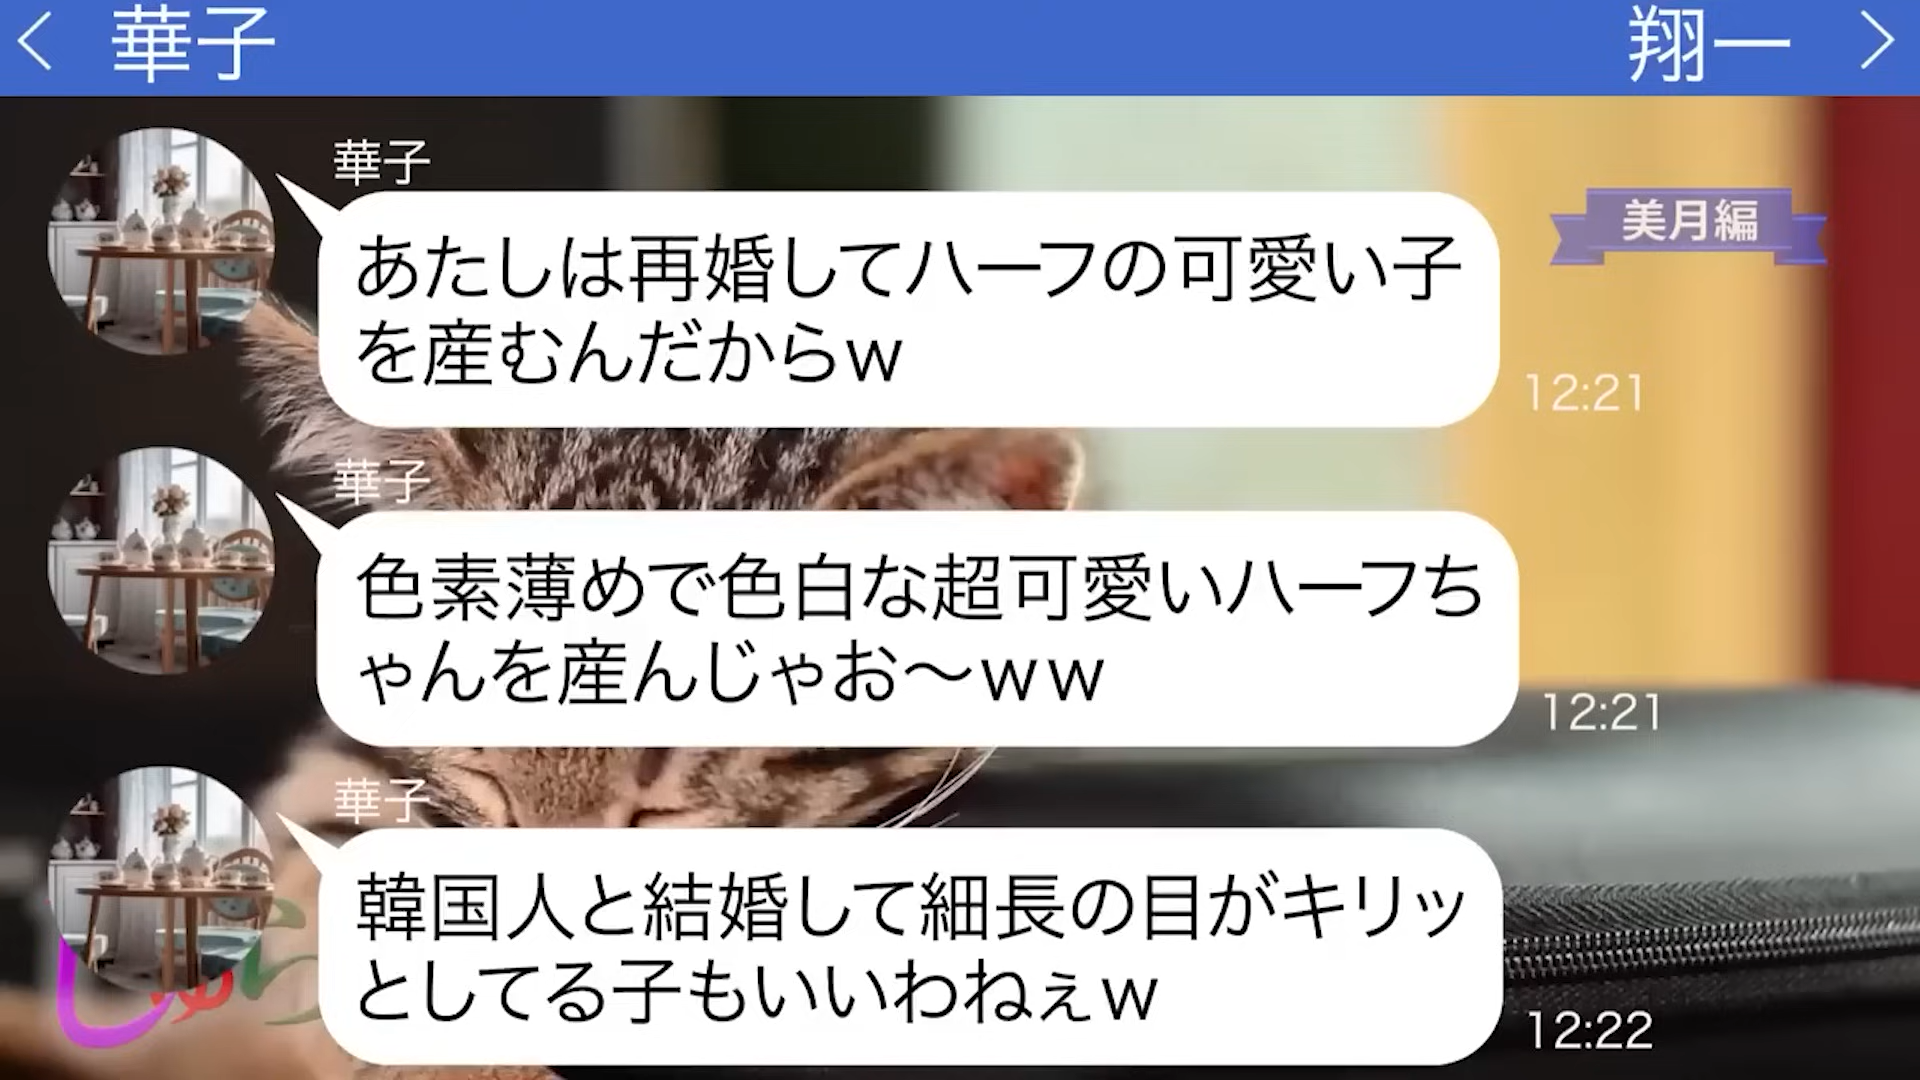 華子
翔一
美月編
華子
あたしは再婚してハーフの可愛い子
を産むんだからw
12:21
華子
色素薄めで色白な超可愛いハーフち
ゃんを産んじゃお〜ww
12:21
華子
韓国人と結婚して細長の目がキリッ
としてる子もいいわねぇw
12:22